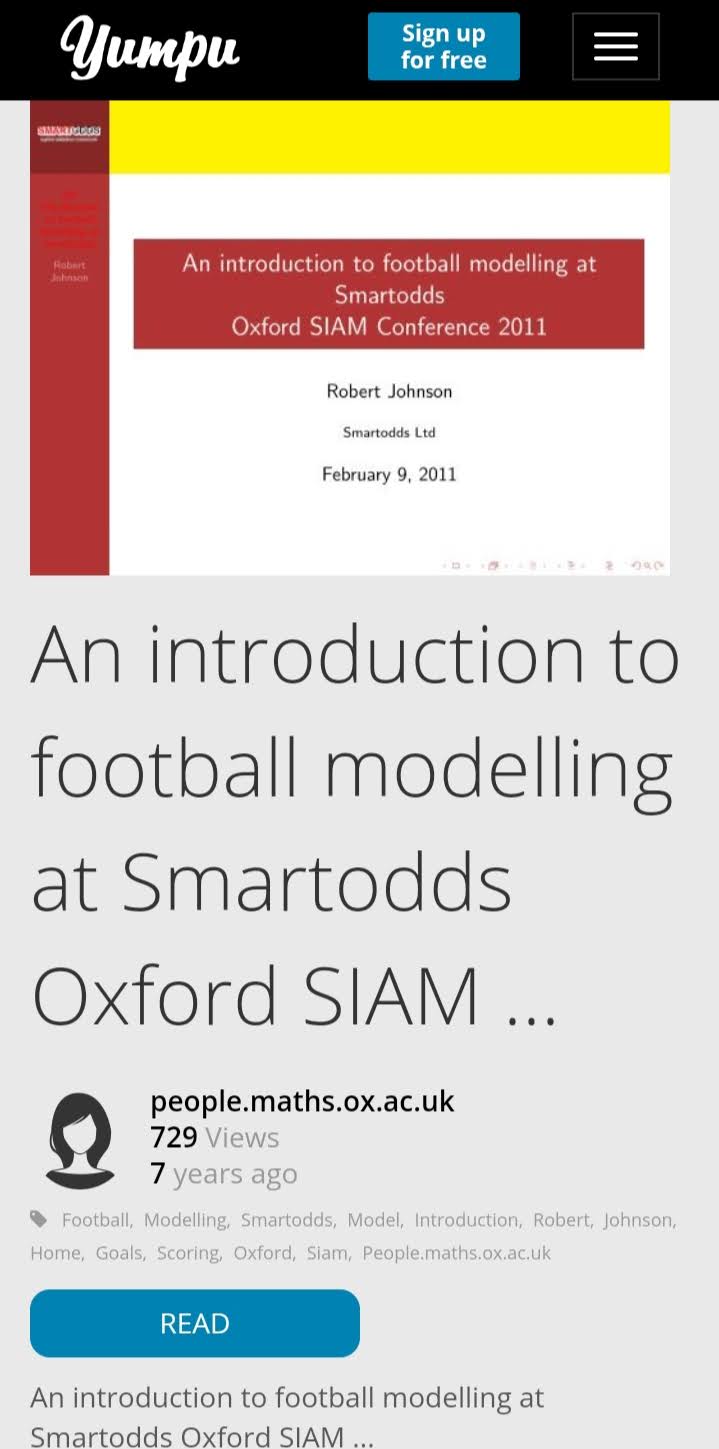 Yumpu
Sign up
for free
SMARTODDS
Robert
Johnson
An introduction to football modelling at
Smartodds
Oxford SIAM Conference 2011
Robert Johnson
Smartodds Ltd
February 9, 2011
An introduction to
football modelling
at Smartodds
Oxford SIAM ...
people.maths.ox.ac.uk
729 Views
7 years ago
Football, Modelling, Smartodds, Model, Introduction, Robert, Johnson,
Home, Goals, Scoring, Oxford, Siam, People.maths.ox.ac.uk
READ
An introduction to football modelling at
Smartodds Oxford SIAM ...